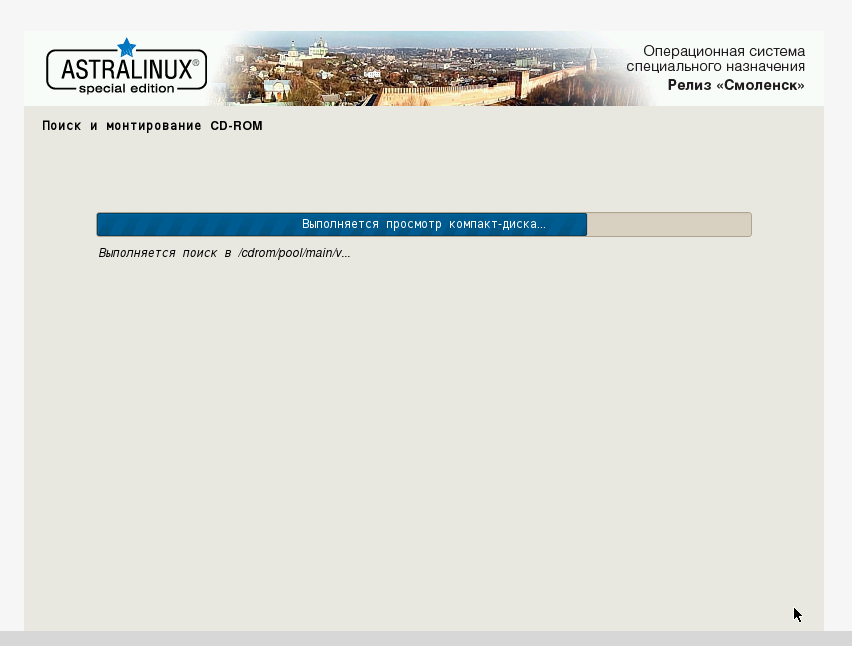 ASTRALINUX®
special edition
Операционная система
специального назначения
Релиз «Смоленск»
Поиск и монтирование CD-ROM
Выполняется просмотр компакт-диска...
Выполняется поиск в /cdrom/pool/main/v...